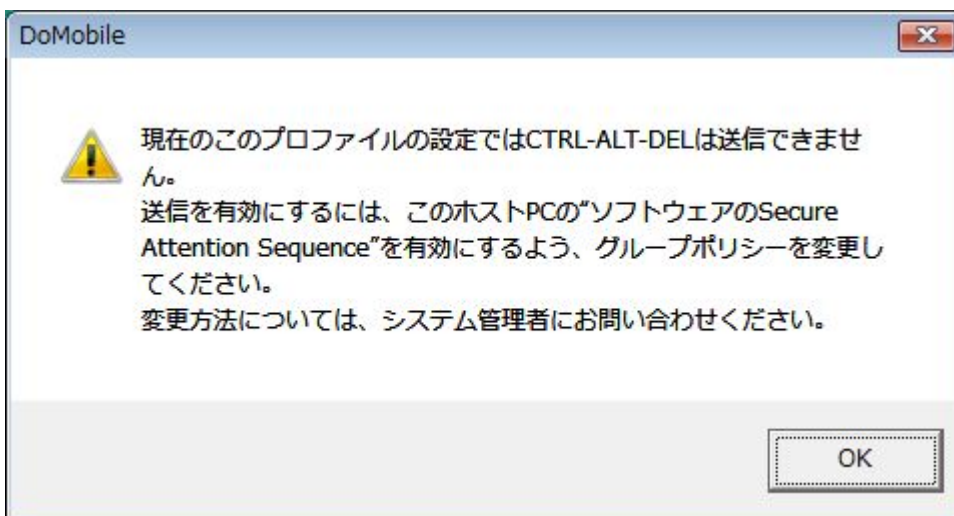 DoMobile
現在のこのプロファイルの設定ではCTRL-ALT-DELは送信できませ
ん。
送信を有効にするには、このホストPCの“ソフトウェアのSecure
Attention Sequence”を有効にするよう、グループポリシーを変更し
てください。
変更方法については、システム管理者にお問い合わせください。
OK